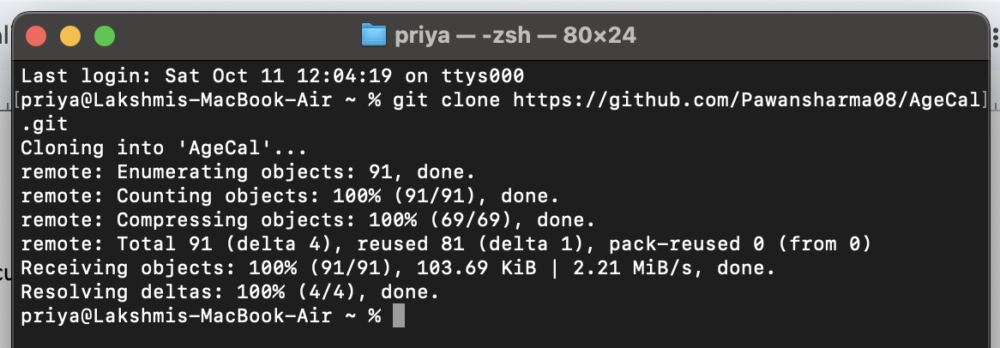 priya — -zsh — 80×24
Last login: Sat Oct 11 12:04:19 on ttys000
[priya@Lakshmis-MacBook-Air ~ % git clone https://github.com/Pawansharma08/AgeCal]
.git
Cloning into 'AgeCal'...
remote: Enumerating objects: 91, done.
remote: Counting objects: 100% (91/91), done.
remote: Compressing objects: 100% (69/69), done.
remote: Total 91 (delta 4), reused 81 (delta 1), pack-reused 0 (from 0)
Receiving objects: 100% (91/91), 103.69 KiB | 2.21 MiB/s, done.
Resolving deltas: 100% (4/4), done.
priya@Lakshmis-MacBook-Air ~ %